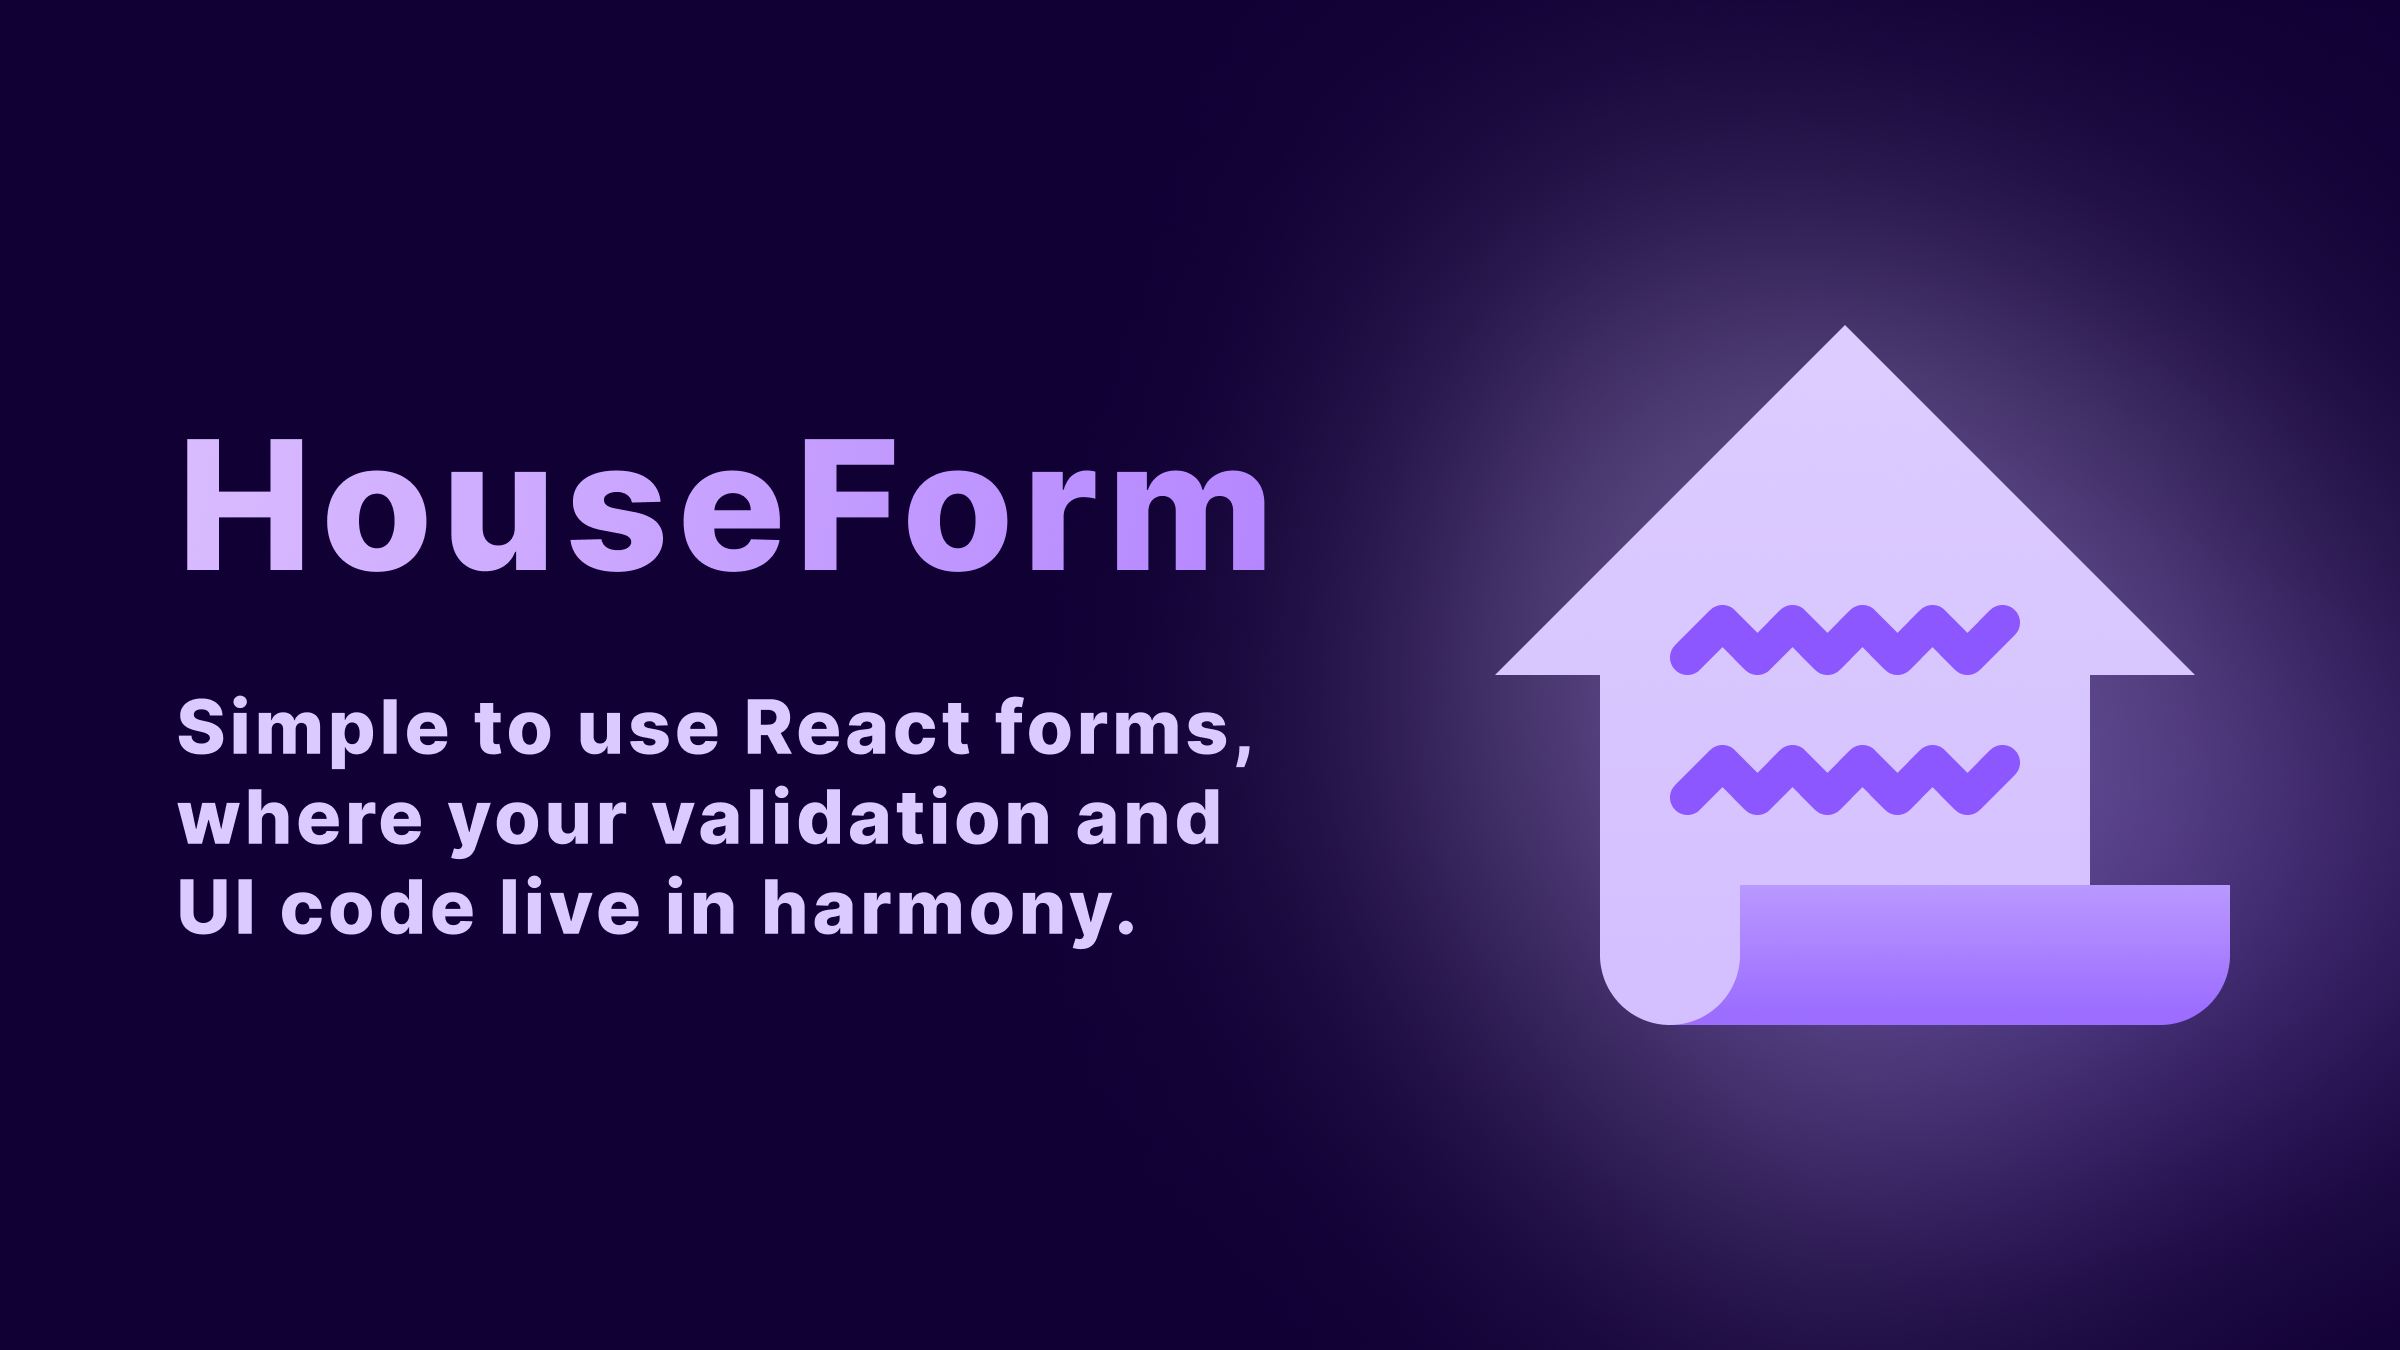 HouseForm
Simple to use React forms,
where your validation and
UI code live in harmony.